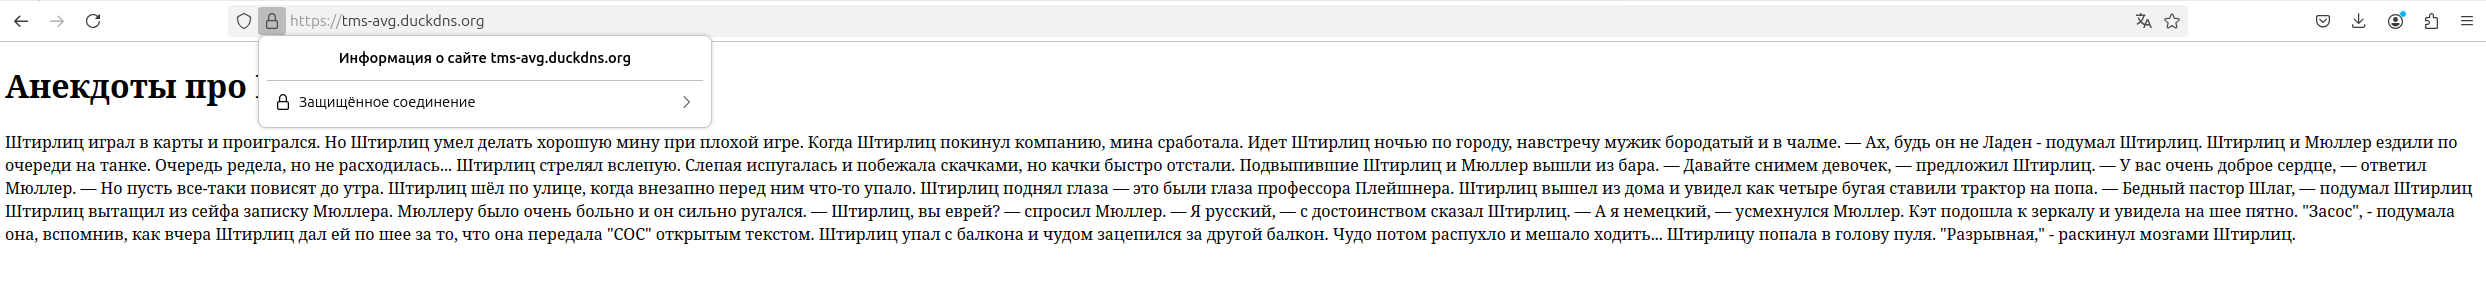 https://tms-avg.duckdns.org
Информация о сайте tms-avg.duckdns.org
Защищённое соединение
Анекдоты про
Штирлиц играл в карты и проигрался. Но Штирлиц умел делать хорошую мину при плохой игре. Когда Штирлиц покинул компанию, мина сработала. Идет Штирлиц ночью по городу, навстречу мужик бородатый и в чалме. — Ах, будь он не Ладен - подумал Штирлиц. Штирлиц и Мюллер ездили по
очереди на танке. Очередь редела, но не расходилась... Штирлиц стрелял вслепую. Слепая испугалась и побежала скачками, но качки быстро отстали. Подвыпившие Штирлиц и Мюллер вышли из бара. — Давайте снимем девочек, — предложил Штирлиц. — У вас очень доброе сердце, — ответил
Мюллер. — Но пусть все-таки повисят до утра. Штирлиц шёл по улице, когда внезапно перед ним что-то упало. Штирлиц поднял глаза — это были глаза профессора Плейшнера. Штирлиц вышел из дома и увидел как четыре бугая ставили трактор на попа. — Бедный пастор Шлаг, — подумал Штирлиц
Штирлиц вытащил из сейфа записку Мюллера. Мюллеру было очень больно и он сильно ругался. — Штирлиц, вы еврей? — спросил Мюллер. — Я русский, — с достоинством сказал Штирлиц. — А я немецкий, — усмехнулся Мюллер. Кэт подошла к зеркалу и увидела на шее пятно. "Засос", - подумала
она, вспомнив, как вчера Штирлиц дал ей по шее за то, что она передала "СОС" открытым текстом. Штирлиц упал с балкона и чудом зацепился за другой балкон. Чудо потом распухло и мешало ходить... Штирлицу попала в голову пуля. "Разрывная," - раскинул мозгами Штирлиц.